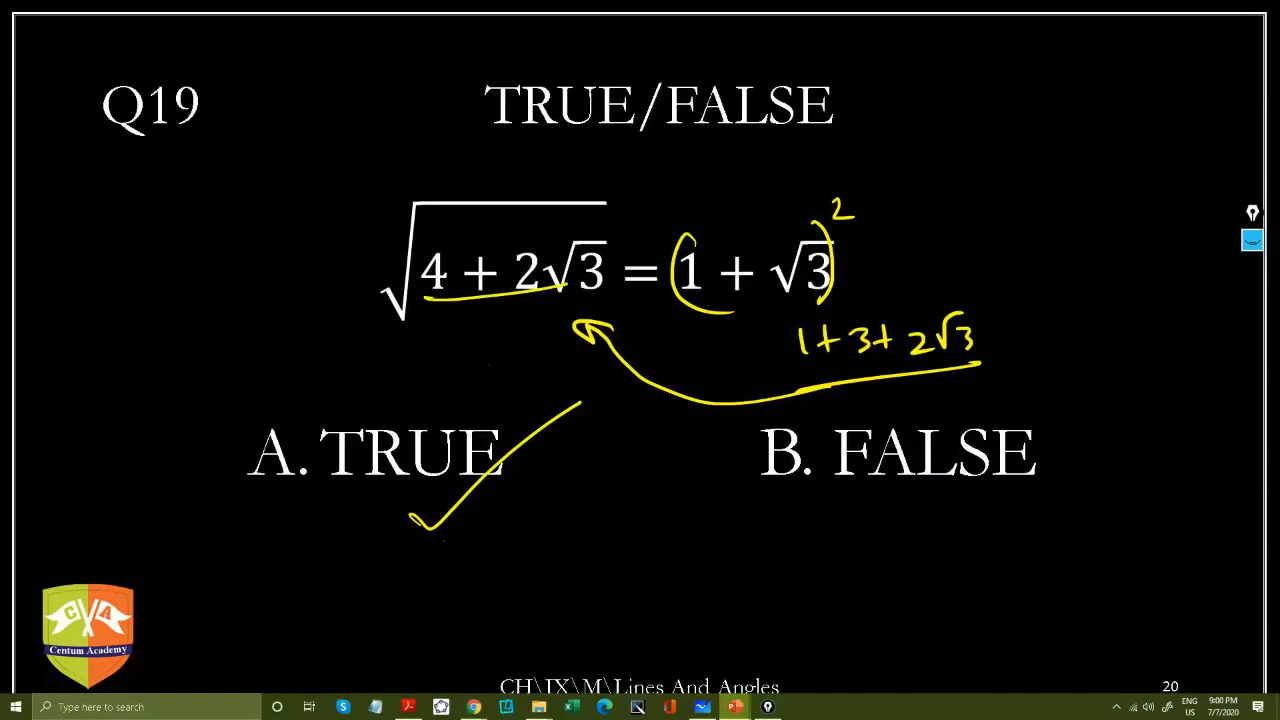 Q19
TRUE/FALSE
√(4 + 2√3) = (1 + √3)²
1+3+2√3
A. TRUE
B. FALSE
C A
Centum Academy
CH\IX\M\Lines And Angles
20
Type here to search
ENG
US
9:00 PM
7/7/2020